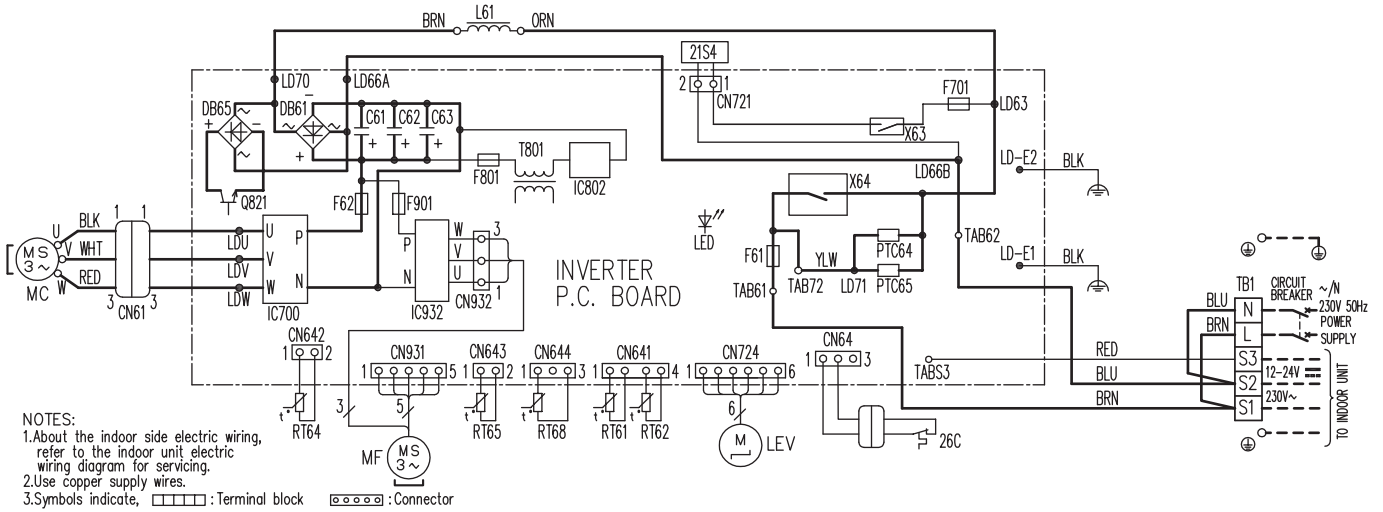 BRN L61 ORN
21S4
LD70 LD66A
2 1
CN721
F701
LD63
DB65 ~ DB61 -
+ - ~ ~
~ +
C61 C62 C63
+ + +
X63
T801
F801 IC802
LD66B
LD-E2 BLK
Q821
F62 F901
X64
LED
U BLK 1 1
V WHT
W RED 3 3
MS
3~
MC
CN61
LDU U P
LDV V
LDW W N
IC700
P
N
IC932
W 3
V
U 1
CN932
INVERTER
P.C. BOARD
F61 YLW PTC64
TAB61 TAB72 LD71 PTC65
TAB62
LD-E1 BLK
TB1 CIRCUIT
BREAKER ~/N
230V 50Hz
POWER
SUPPLY
BLU N
BRN L
RED S3
BLU S2
BRN S1
12-24V
230V~
TO INDOOR UNIT
TABS3
CN642
1 2
CN931
1 5
CN643
1 2
CN644
1 3
CN641
1 4
CN724
1 6
CN64
1 3
t° RT64
3 5
MF MS
3~
t° RT65
t° RT68
t° RT61 t° RT62
6
M LEV
26C
NOTES:
1.About the indoor side electric wiring,
refer to the indoor unit electric
wiring diagram for servicing.
2.Use copper supply wires.
3.Symbols indicate, : Terminal block : Connector